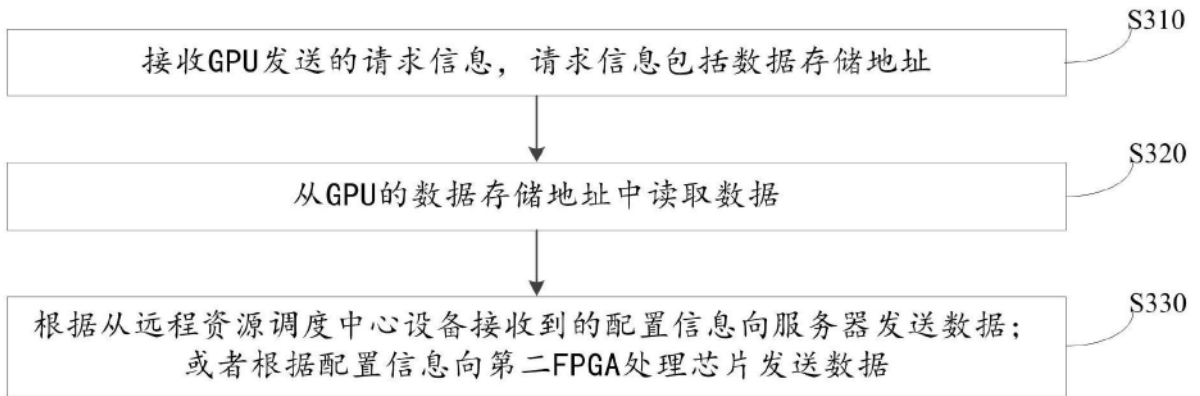 S310
接收GPU发送的请求信息，请求信息包括数据存储地址
S320
从GPU的数据存储地址中读取数据
S330
根据从远程资源调度中心设备接收到的配置信息向服务器发送数据；
或者根据配置信息向第二FPGA处理芯片发送数据